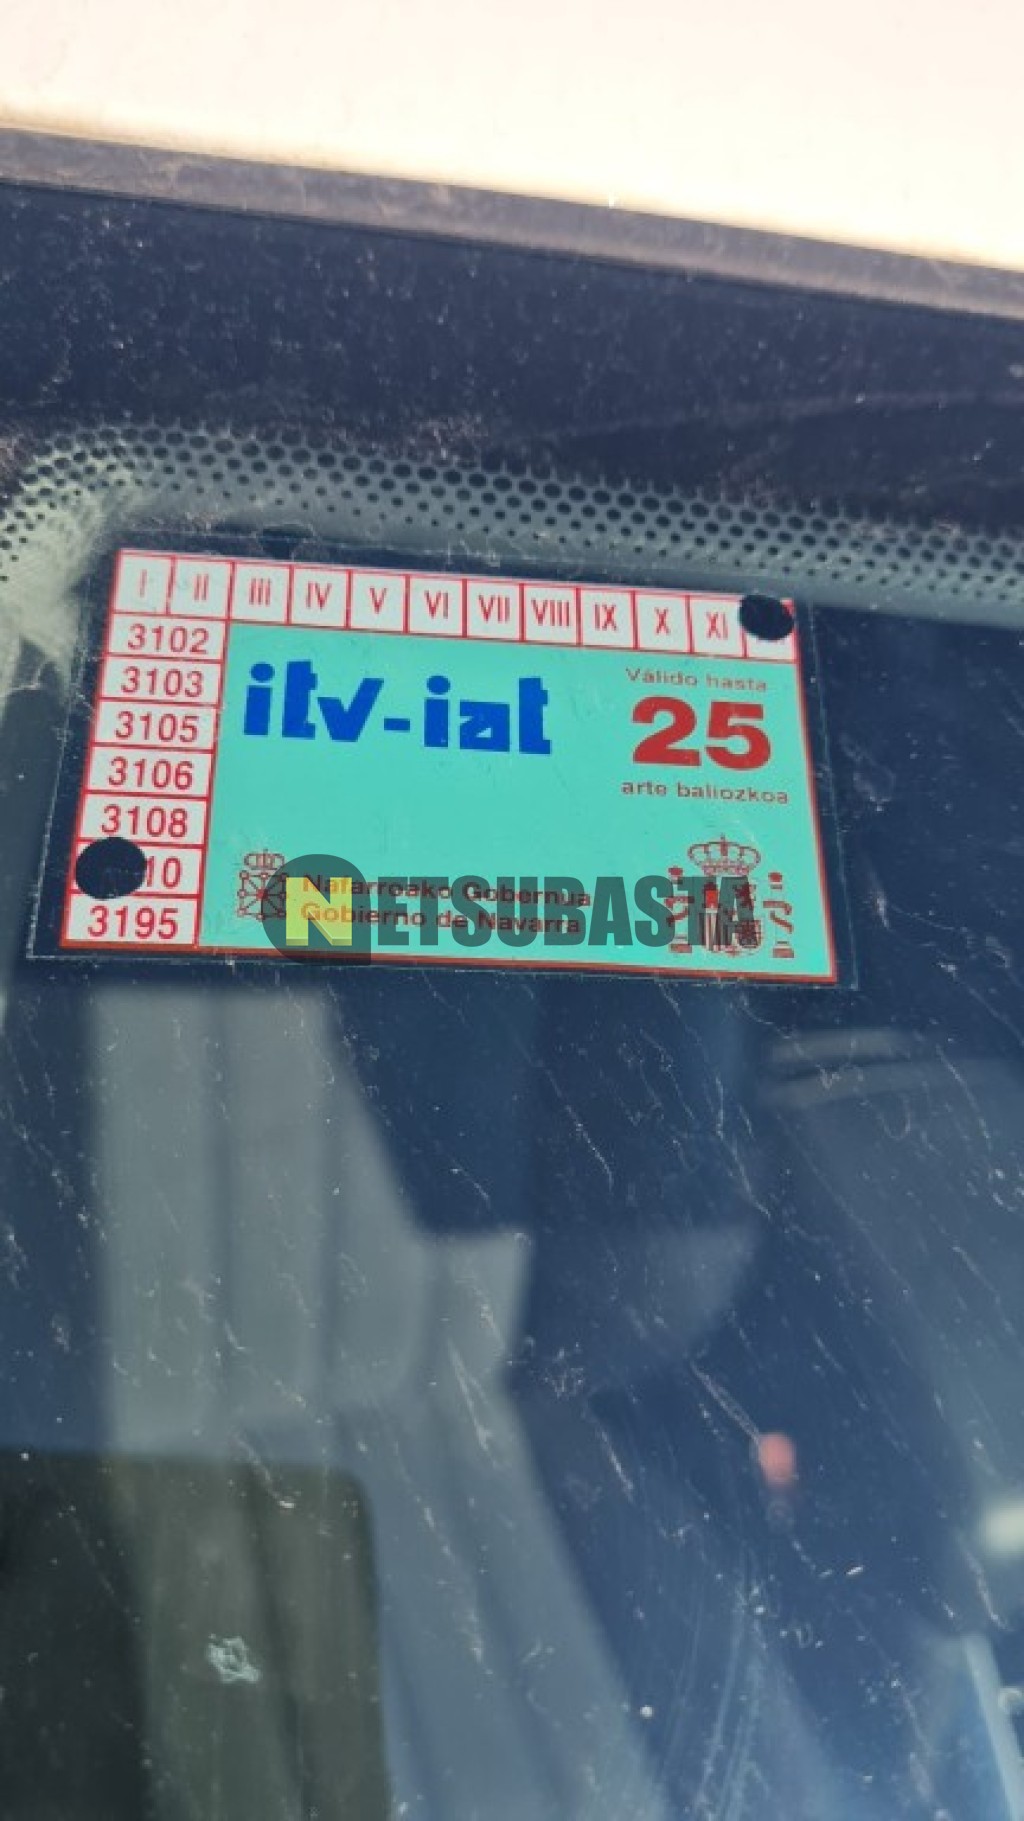 I II III IV V VI VII VIII IX X XI
3102
3103
3105
3106
3108
10
3195
itv-iat
Válido hasta
25
arte baliozkoa
Nafarroako Gobernua
Gobierno de Navarra
NETSUBASTA